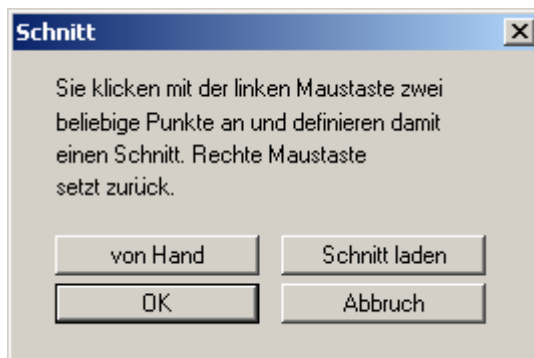 Schnitt
Sie klicken mit der linken Maustaste zwei
beliebige Punkte an und definieren damit
einen Schnitt. Rechte Maustaste
setzt zurück.
von Hand
Schnitt laden
OK
Abbruch